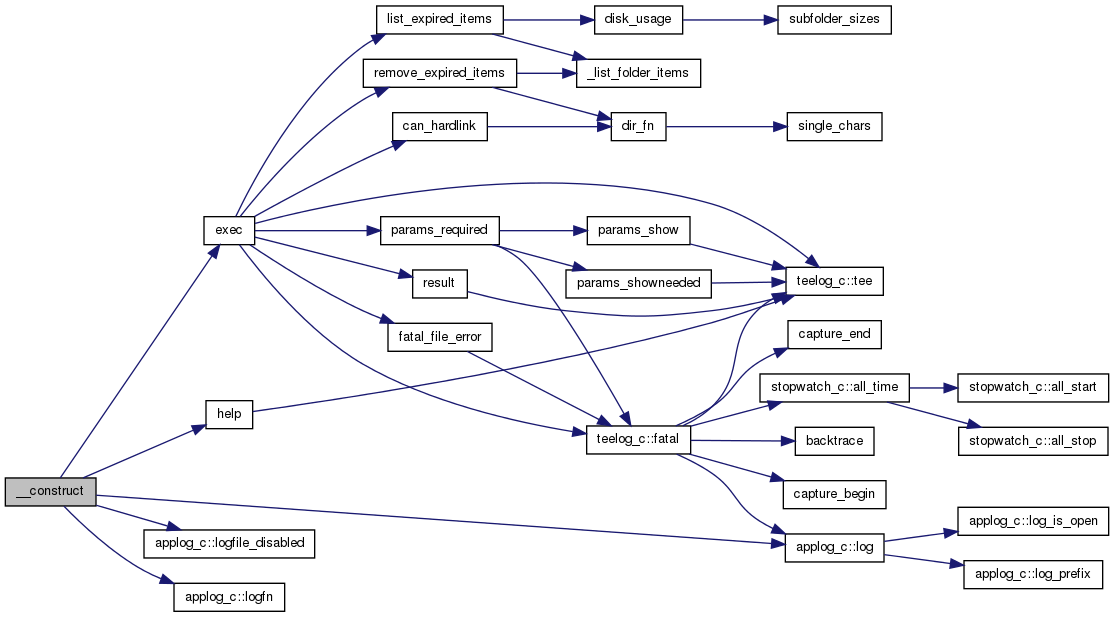 list_expired_items
disk_usage
subfolder_sizes
remove_expired_items
_list_folder_items
can_hardlink
dir_fn
single_chars
exec
params_required
params_show
result
params_showneeded
teelog_c::tee
fatal_file_error
capture_end
help
stopwatch_c::all_time
stopwatch_c::all_start
teelog_c::fatal
backtrace
stopwatch_c::all_stop
__construct
capture_begin
applog_c::logfile_disabled
applog_c::log
applog_c::log_is_open
applog_c::logfn
applog_c::log_prefix